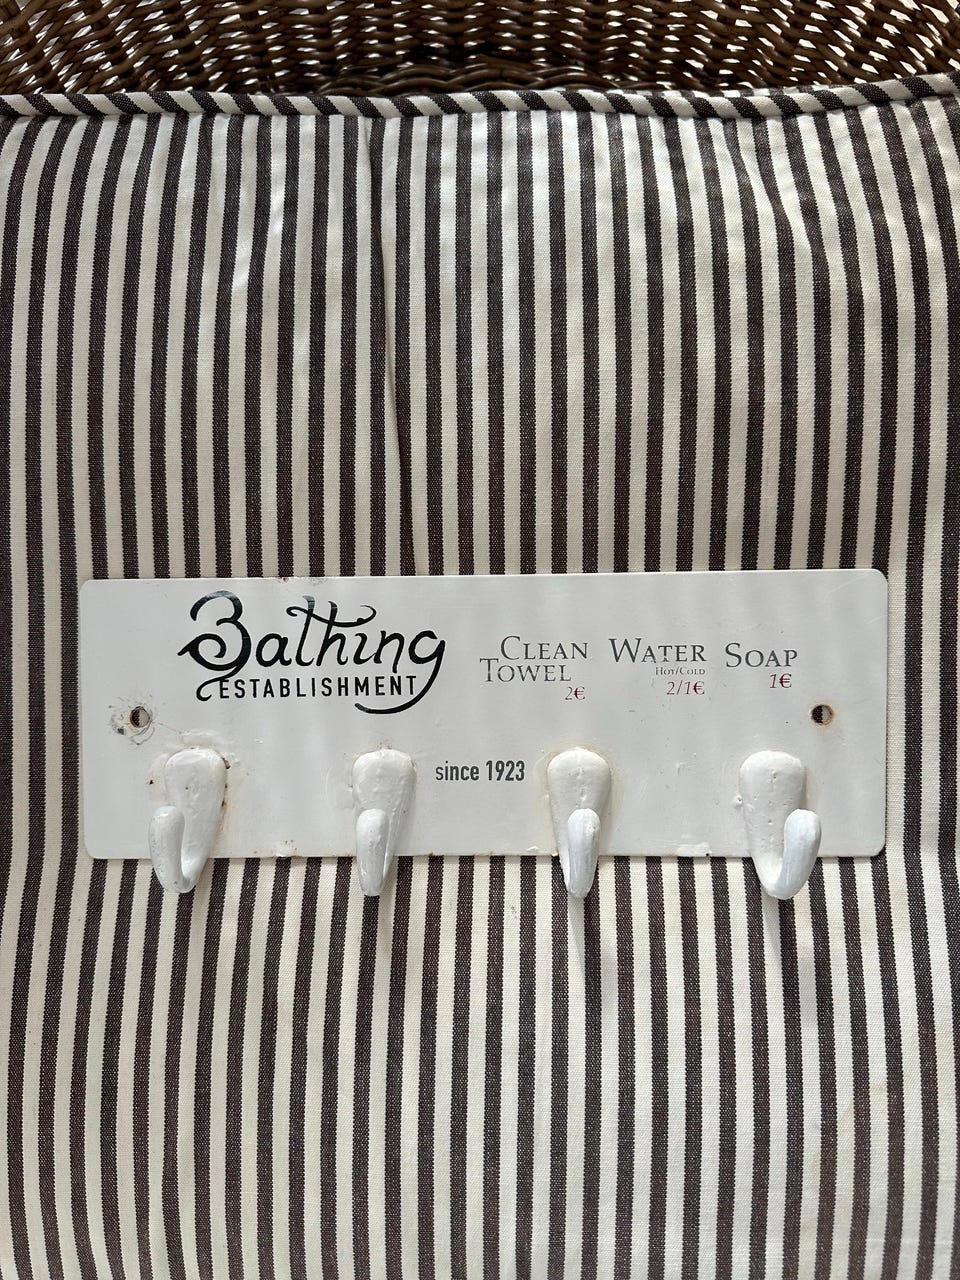 Bathing
ESTABLISHMENT
CLEAN
TOWEL
2€
WATER
HOT/COLD
2/1€
SOAP
1€
since 1923